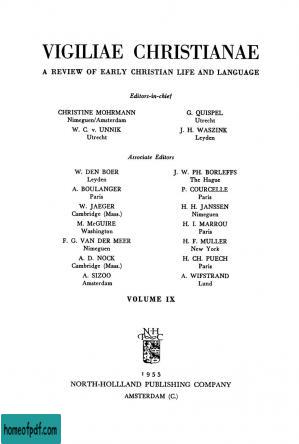 VIGILIAE CHRISTIANAE
A REVIEW OF EARLY CHRISTIAN LIFE AND LANGUAGE
Editors-in-chief
CHRISTINE MOHRMANN
Nimeguen/Amsterdam
W. C. v. UNNIK
Utrecht
G. QUISPEL
Utrecht
J. H. WASZINK
Leyden
Associate Editors
W. DEN BOER
Leyden
A. BOULANGER
Paris
W. JAEGER
Cambridge (Mass.)
M. McGUIRE
Washington
F. G. VAN DER MEER
Nimeguen
A. D. NOCK
Cambridge (Mass.)
A. SIZOO
Amsterdam
J. W. PH. BORLEFFS
The Hague
P. COURCELLE
Paris
H. H. JANSSEN
Nimeguen
H. I. MARROU
Paris
H. F. MULLER
New York
H. CH. PUECH
Paris
A. WIFSTRAND
Lund
VOLUME IX
N H
P C
1955
NORTH-HOLLAND PUBLISHING COMPANY
AMSTERDAM (C.)
homeofpdf.com